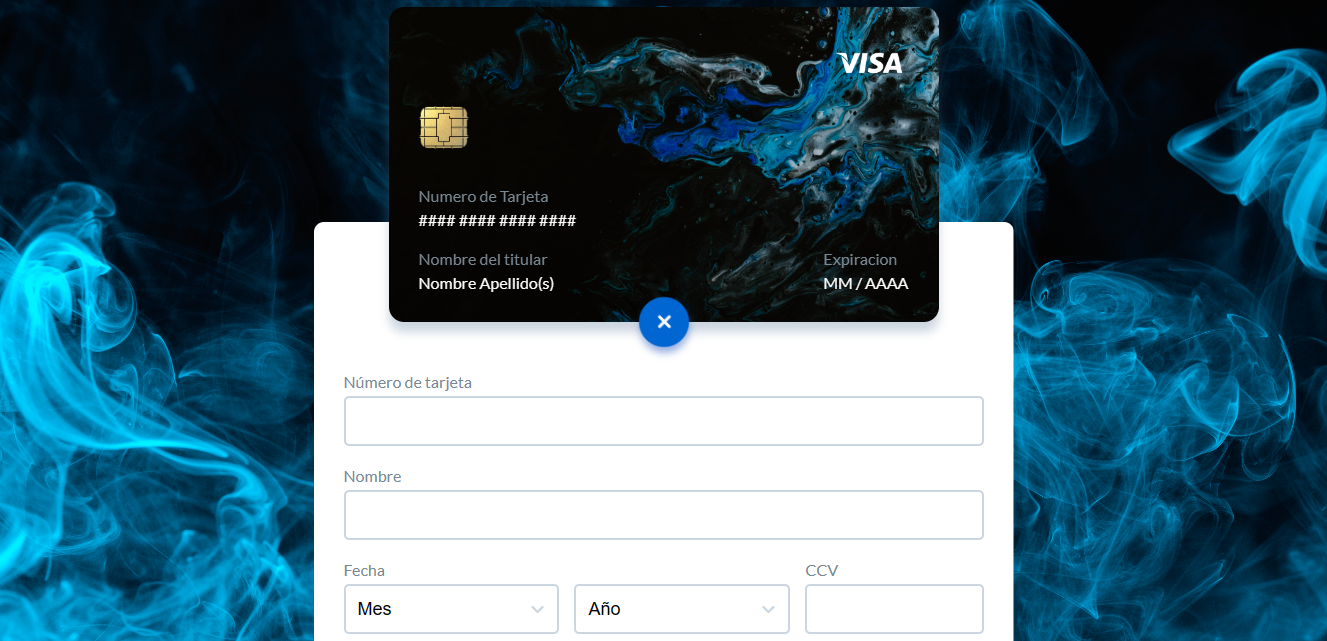 VISA
Numero de Tarjeta
#### #### #### ####
Nombre del titular
Expiracion
Nombre Apellido(s)
MM / AAAA
Número de tarjeta
Nombre
Fecha
CCV
Mes
Año